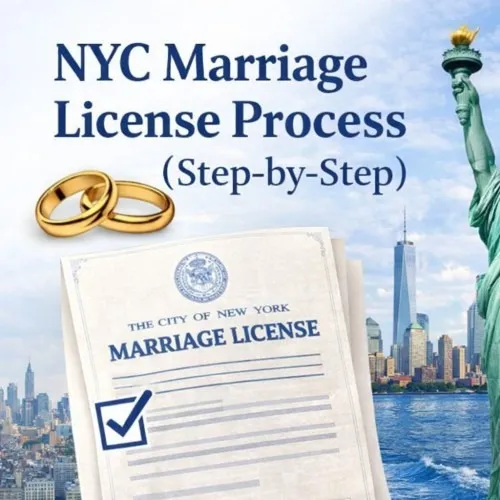 NYC Marriage
License Process
(Step-by-Step)
THE CITY OF NEW YORK
MARRIAGE LICENSE